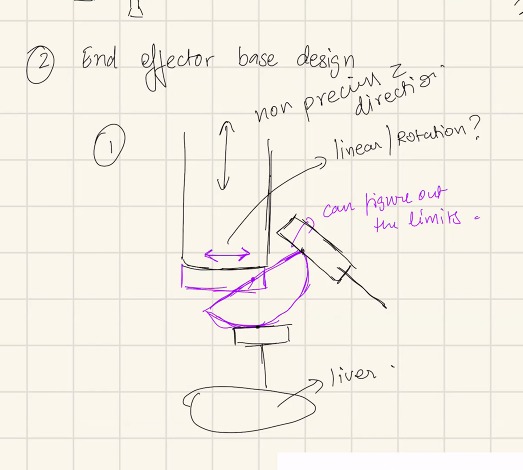 ② End effector base design
non precise Z
direction.
①
linear/Rotation?
can figure out
the limits.
liver.